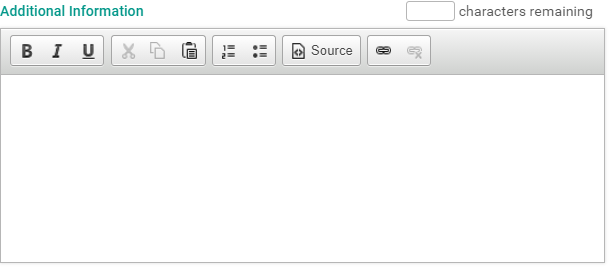 Additional Information characters remaining
B I U Source